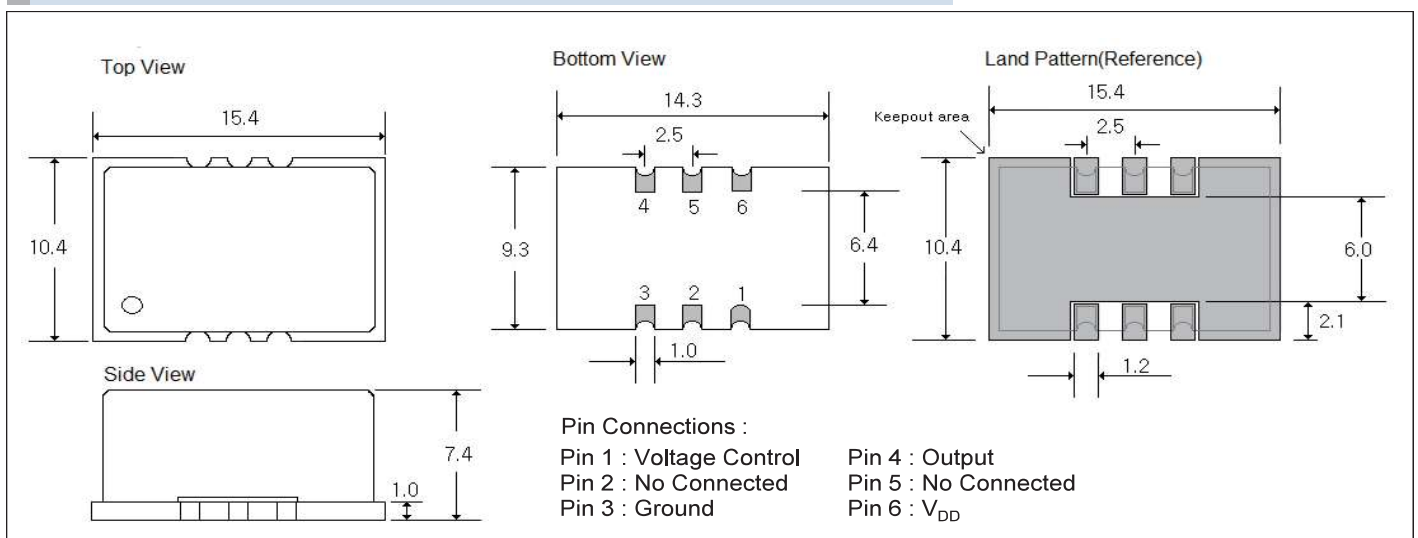 Top View
15.4
10.4
Side View
7.4
1.0
Bottom View
14.3
2.5
4 5 6
9.3
6.4
3 2 1
1.0
Land Pattern(Reference)
15.4
Keepout area
2.5
10.4
6.0
2.1
1.2
Pin Connections :
Pin 1 : Voltage Control
Pin 2 : No Connected
Pin 3 : Ground
Pin 4 : Output
Pin 5 : No Connected
Pin 6 : VDD